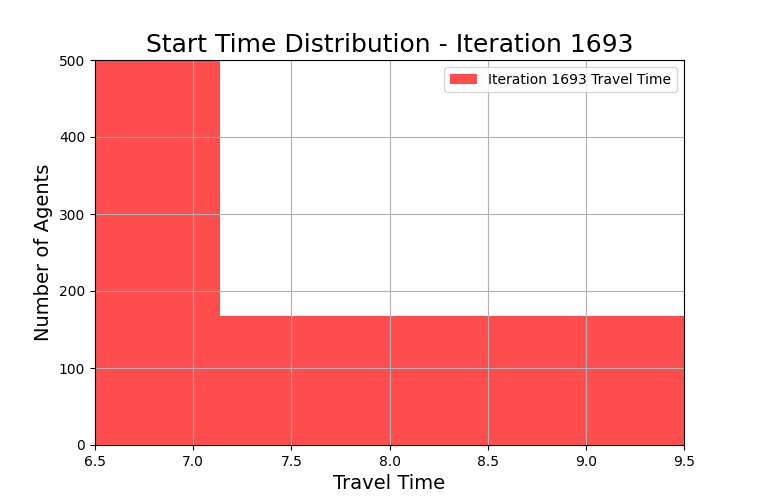 Start Time Distribution - Iteration 1693
500
Iteration 1693 Travel Time
400
300
200
100
0
Number of Agents
6.5 7.0 7.5 8.0 8.5 9.0 9.5
Travel Time